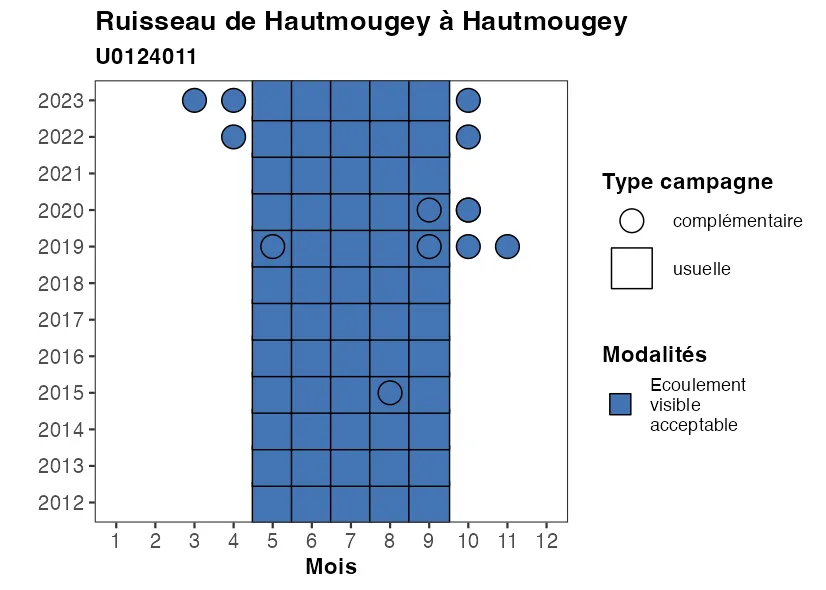 Ruisseau de Hautmougey à Hautmougey
U0124011
2023
2022
2021
2020
2019
2018
2017
2016
2015
2014
2013
2012
1 2 3 4 5 6 7 8 9 10 11 12
Mois
Type campagne
complémentaire
usuelle
Modalités
Ecoulement
visible
acceptable